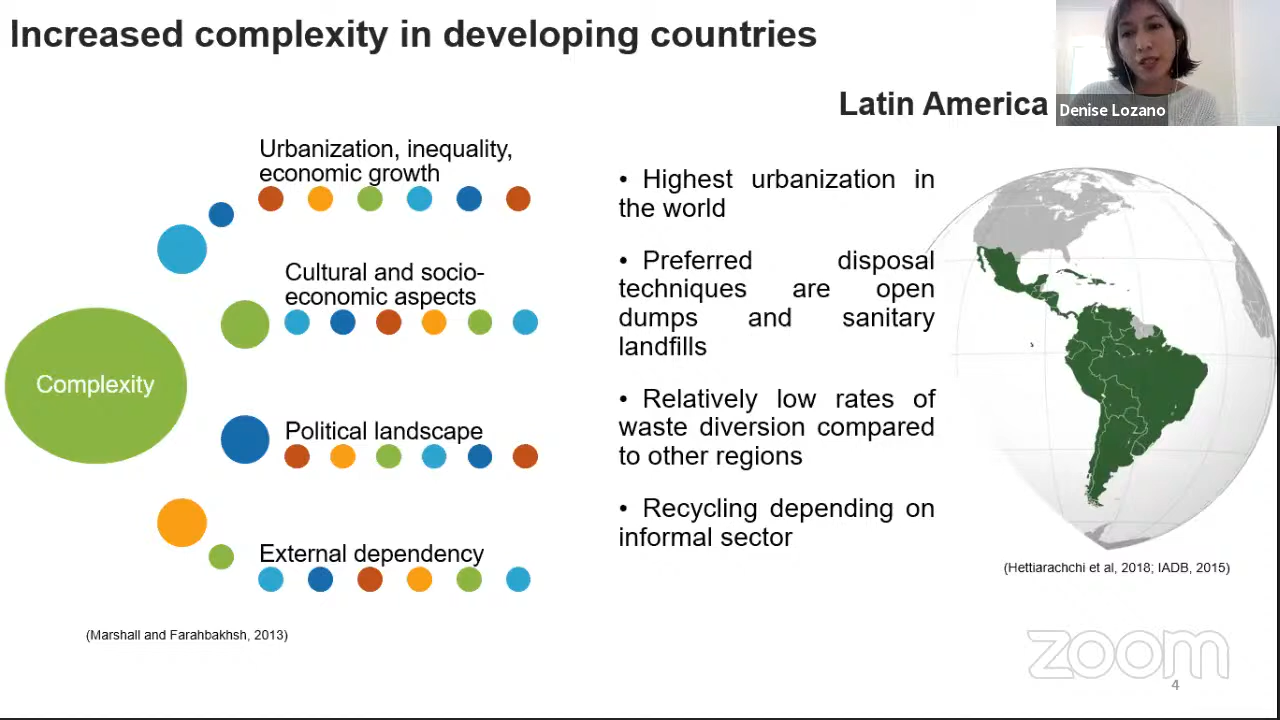 Increased complexity in developing countries
Latin America
Denise Lozano
Urbanization, inequality,
economic growth
Cultural and socio-
economic aspects
Complexity
Political landscape
External dependency
(Marshall and Farahbakhsh, 2013)
• Highest urbanization in
the world
• Preferred disposal
techniques are open
dumps and sanitary
landfills
• Relatively low rates of
waste diversion compared
to other regions
• Recycling depending on
informal sector
(Hettiarachchi et al, 2018; IADB, 2015)
zoom
4